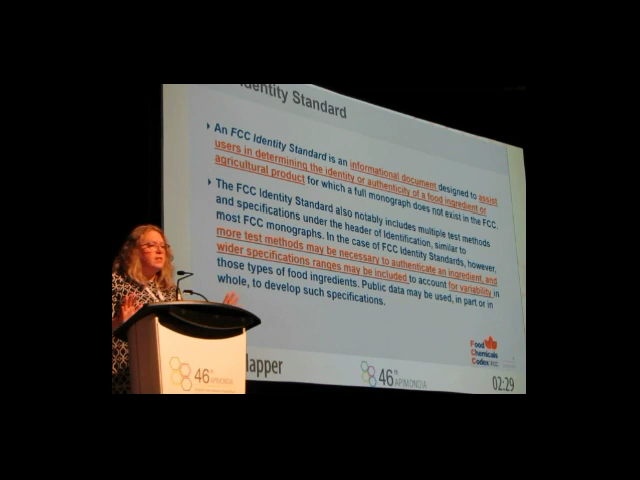 Identity Standard
An FCC Identity Standard is an informational document designed to assist
users in determining the identity or authenticity of a food ingredient or
agricultural product for which a full monograph does not exist in the FCC.
The FCC Identity Standard also notably includes multiple test methods
and specifications under the header of Identification, similar to
most FCC monographs. In the case of FCC Identity Standards, however,
more test methods may be necessary to authenticate an ingredient, and
wider specifications ranges may be included to account for variability in
those types of food ingredients. Public data may be used, in part or in
whole, to develop such specifications.
Food
Chemicals
Codex FCC
lapper
46th
APIMONDIA
02:29
46th
APIMONDIA